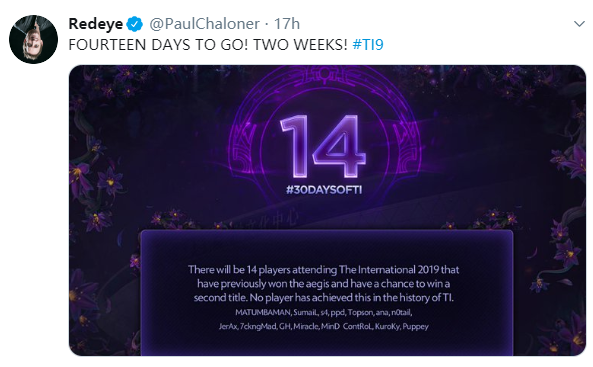 Redeye @PaulChaloner · 17h
FOURTEEN DAYS TO GO! TWO WEEKS! #TI9
14
#30DAYSOFTI
There will be 14 players attending The International 2019 that
have previously won the aegis and have a chance to win a
second title. No player has achieved this in the history of TI.
MATUMBAMAN, SumaiL, s4, ppd, Topson, ana, n0tail,
JerAx, 7ckngMad, GH, Miracle, MinD_ContRoL, KuroKy, Puppey